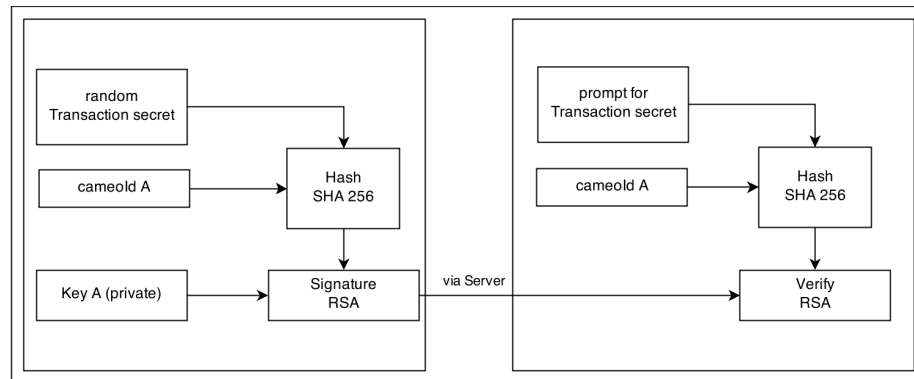 random
Transaction secret
cameoId A
Hash
SHA 256
Key A (private)
Signature
RSA
via Server
prompt for
Transaction secret
cameoId A
Hash
SHA 256
Verify
RSA